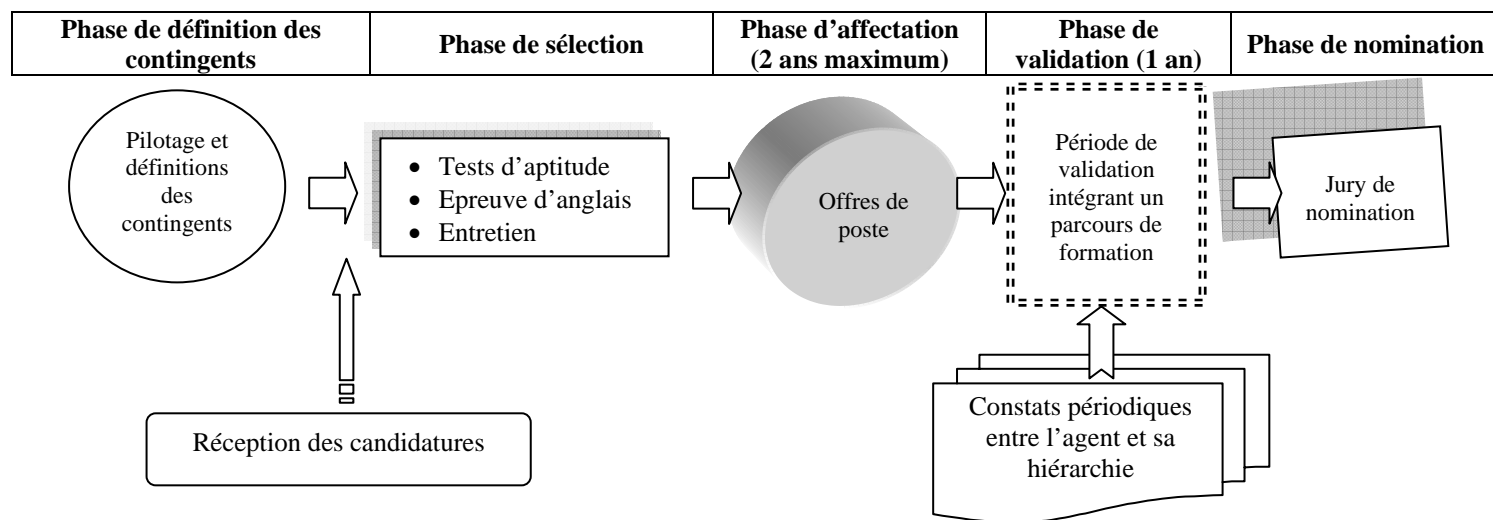 Phase de définition des
contingents
Phase de sélection
Phase d’affectation
(2 ans maximum)
Phase de
validation (1 an)
Phase de nomination
Pilotage et
définitions
des
contingents
• Tests d’aptitude
• Epreuve d’anglais
• Entretien
Offres de
poste
Période de
validation
intégrant un
parcours de
formation
Jury de
nomination
Réception des candidatures
Constats périodiques
entre l’agent et sa
hiérarchie